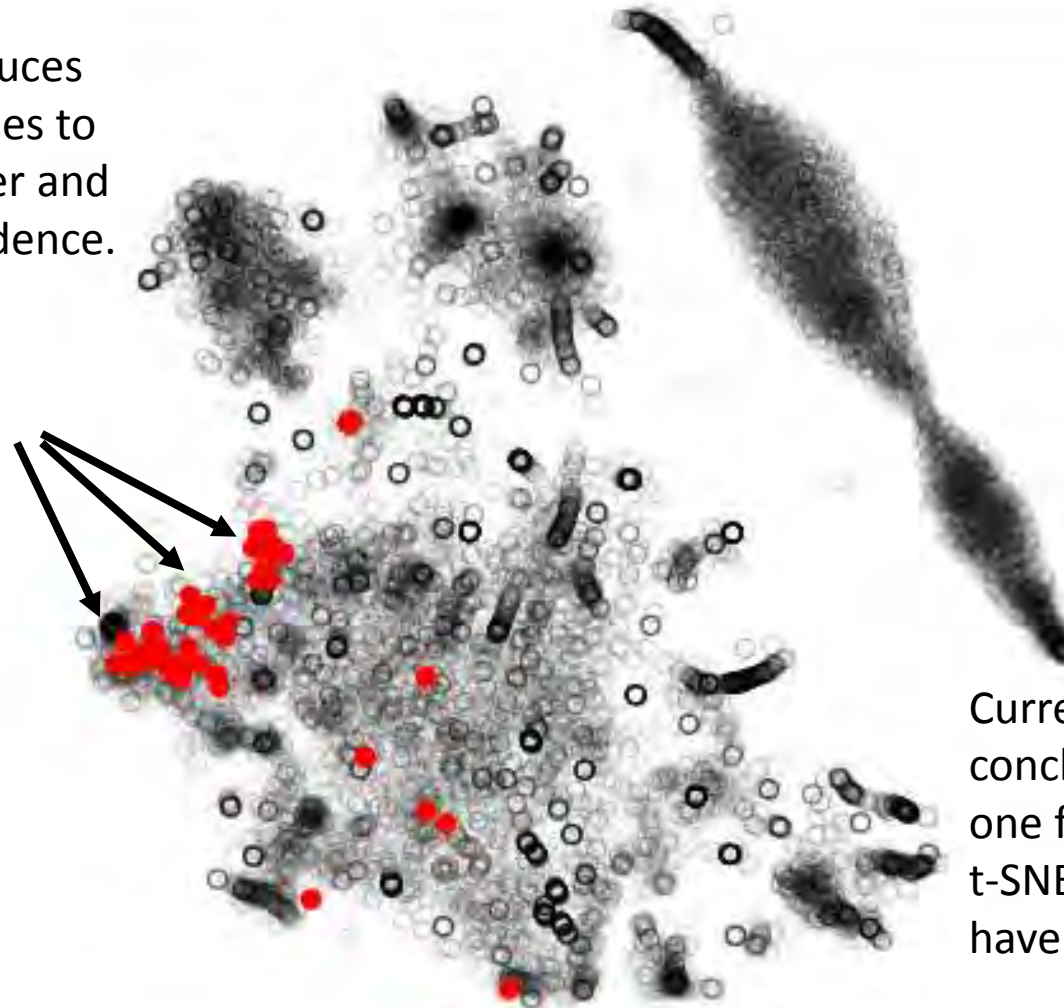 uces
es to
er and
dence.
Curre
concl
one f
t-SNE
have